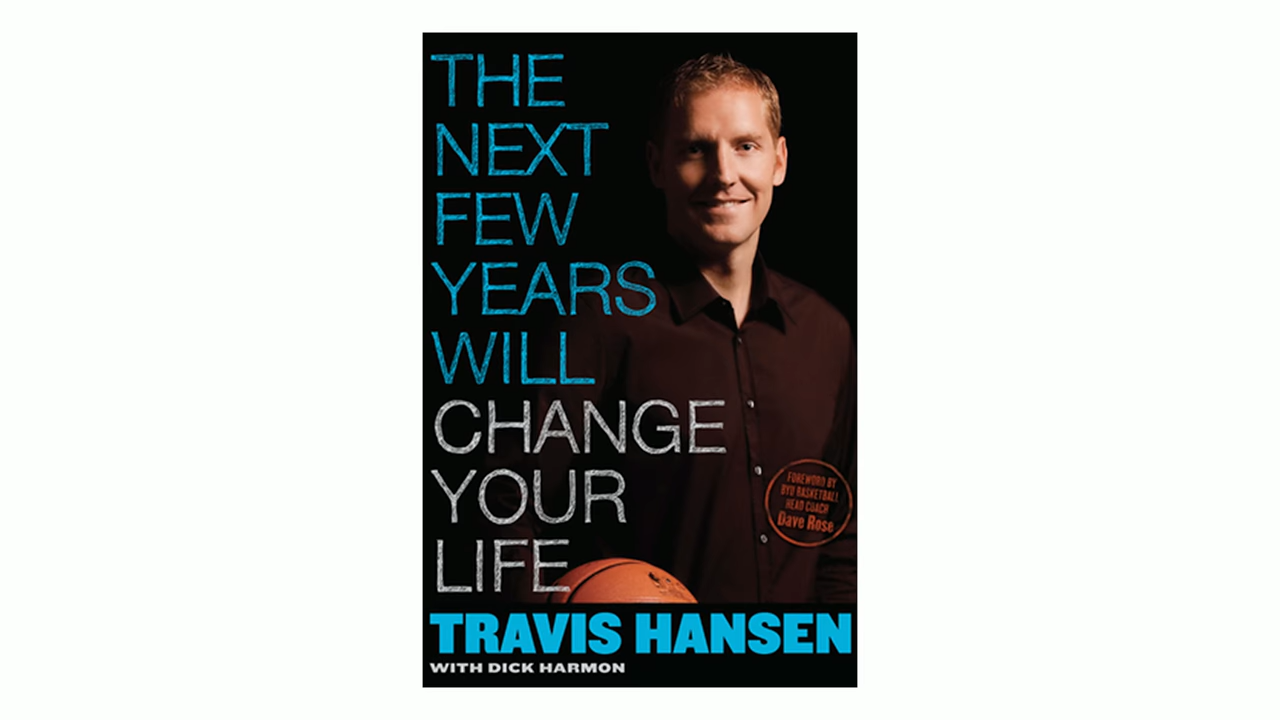 THE
NEXT
FEW
YEARS
WILL
CHANGE
YOUR
LIFE
FOREWORD BY
BYU BASKETBALL
HEAD COACH
Dave Rose
TRAVIS HANSEN
WITH DICK HARMON